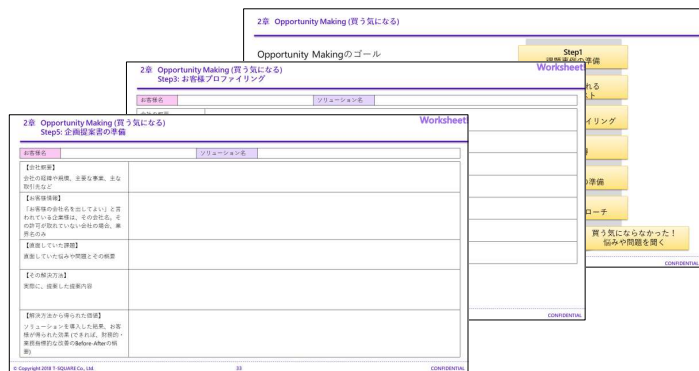 2章 Opportunity Making (買う気になる)
Opportunity Makingのゴール
Step1
課題事例の準備
れる
スト
イリング
の準備
ローチ
買う気にならなかった！
悩みや問題を聞く
CONFIDENTIAL
2章 Opportunity Making (買う気になる)
Step3: お客様プロファイリング
Worksheet
お客様名
ソリューション名
会社の概要
CONFIDENTIAL
2章 Opportunity Making (買う気になる)
Step5: 企画提案書の準備
Worksheet
お客様名
ソリューション名
【会社概要】
会社の経緯や規模、主要な事業、主な
取引先など
【お客様情報】
「お客様の会社名を出してよい」と言
われている企業様は、その会社名。そ
の許可が取れていない会社の場合、業
界名のみ
【直面していた課題】
直面していた悩みや問題とその概要
【その解決方法】
実際に、提案した提案内容
【解決方法から得られた価値】
ソリューションを導入した結果、お客
様が得られた効果 (できれば、財務的・
業務指標的な改善のBefore-Afterの概
要)
© Copyright 2018 T-SQUARE Co., Ltd.
33
CONFIDENTIAL